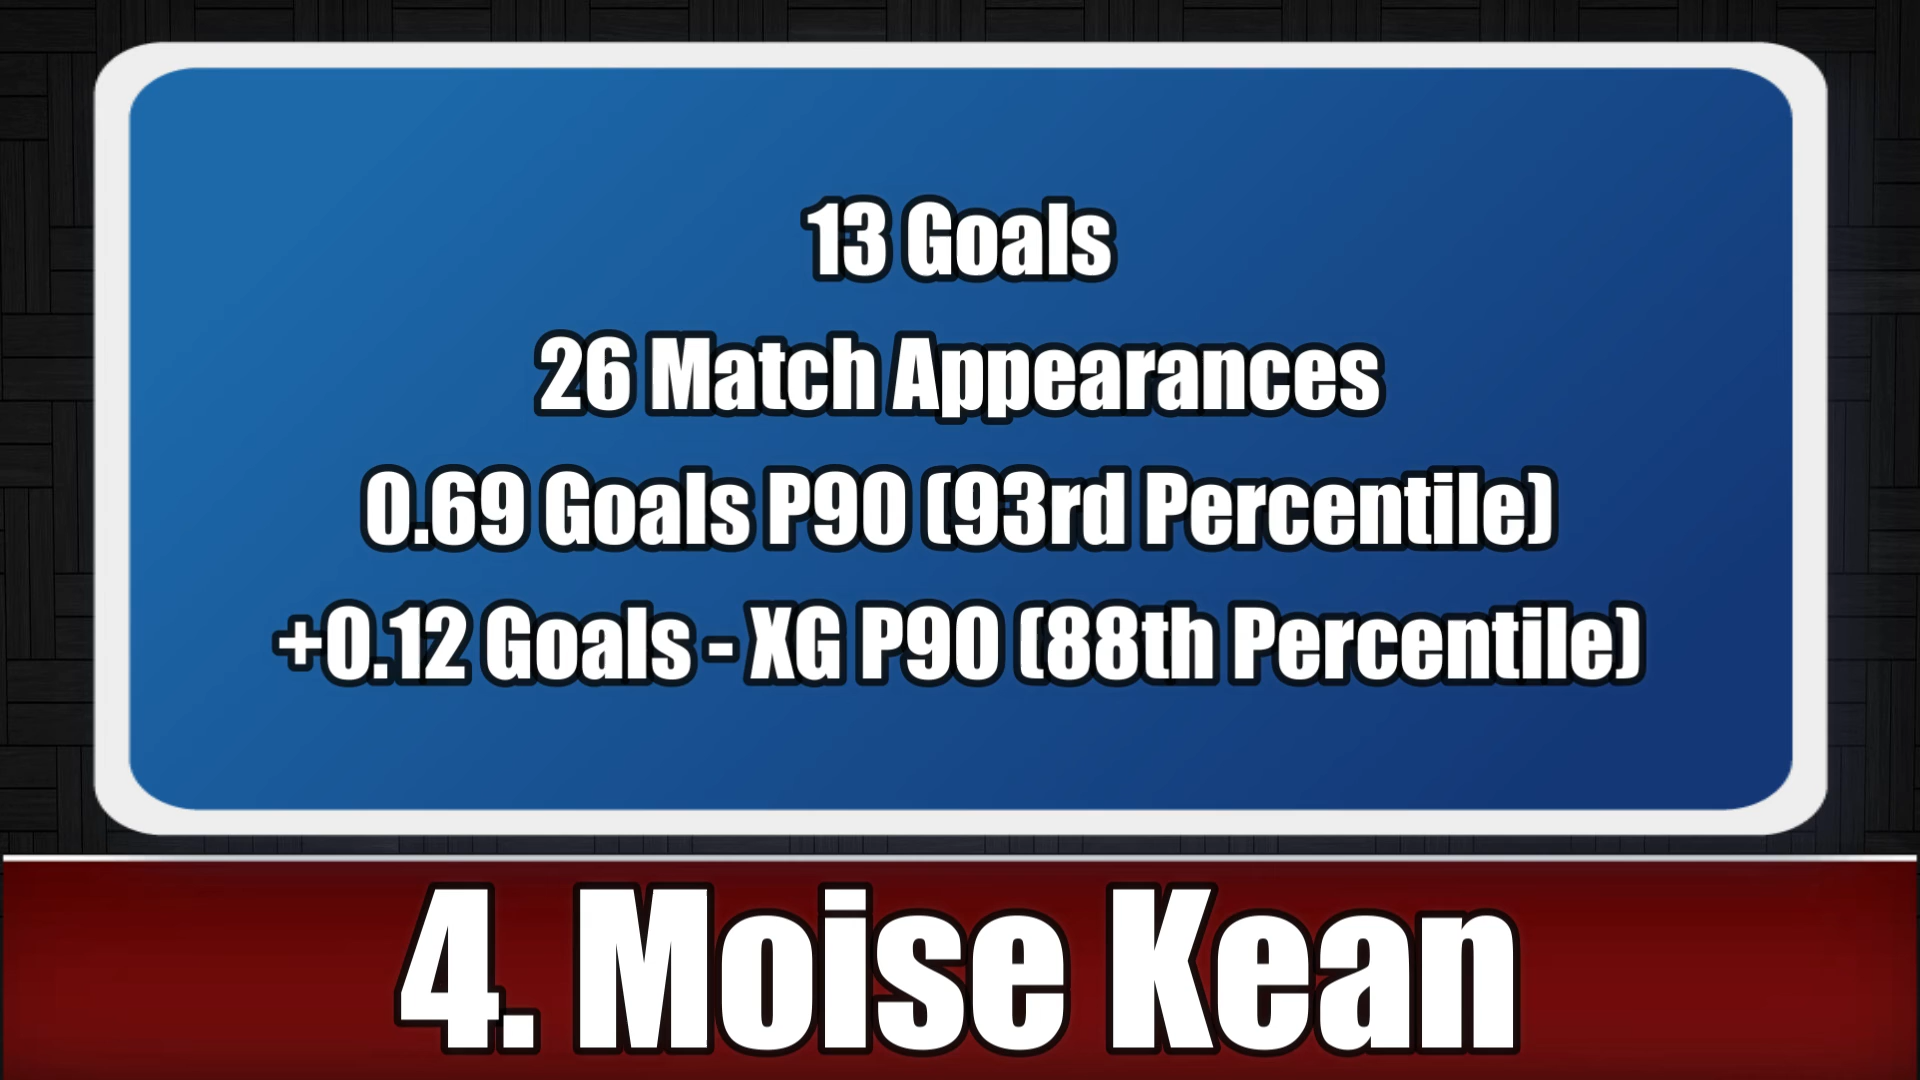 13 Goals
26 Match Appearances
0.69 Goals P90 (93rd Percentile)
+0.12 Goals - XG P90 (88th Percentile)
4. Moise Kean